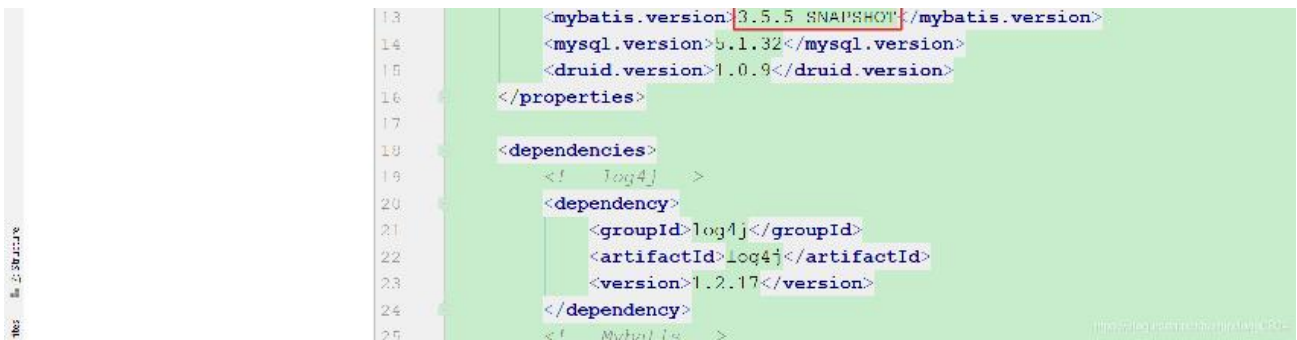 13 <mybatis.version>3.5.5 SNAPSHOT</mybatis.version>
14 <mysql.version>5.1.32</mysql.version>
15 <druid.version>1.0.9</druid.version>
16 </properties>
17
18 <dependencies>
19 <! log4j >
20 <dependency>
21 <groupId>log4j</groupId>
22 <artifactId>log4j</artifactId>
23 <version>1.2.17</version>
24 </dependency>
25 <! Mybatis >
Structure